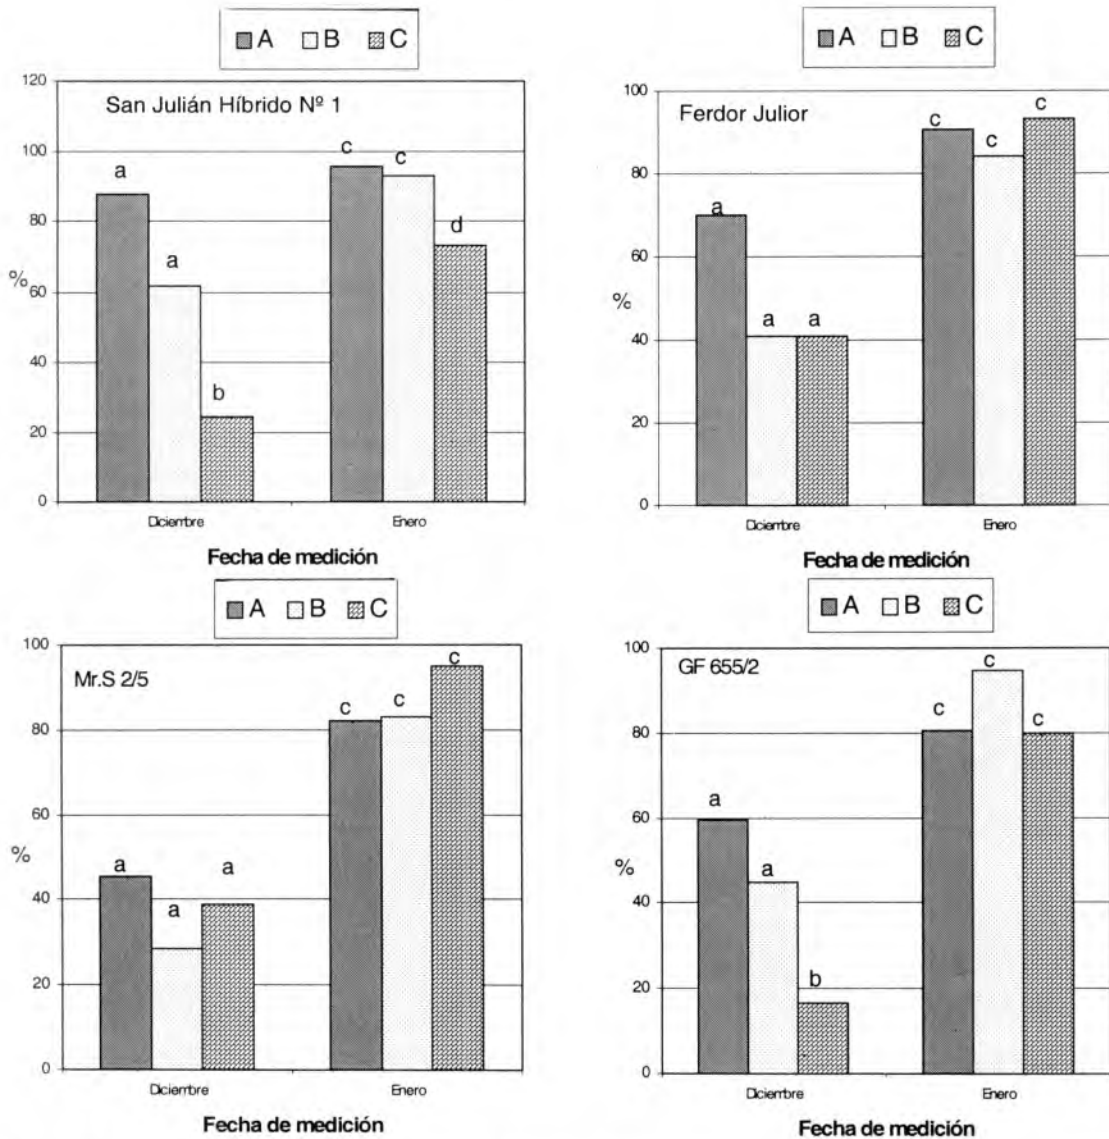 A B C
San Julián Híbrido Nº 1
120
100
80
60
40
20
0
%
a
a
b
c
c
d
Diciembre Enero
Fecha de medición
A B C
Ferdor Julior
100
80
60
40
20
0
%
a
a
a
c
c
c
Diciembre Enero
Fecha de medición
A B C
Mr.S 2/5
100
80
60
40
20
0
%
a
a
a
c
c
c
Diciembre Enero
Fecha de medición
A B C
GF 655/2
100
80
60
40
20
0
%
a
a
b
c
c
c
Diciembre Enero
Fecha de medición